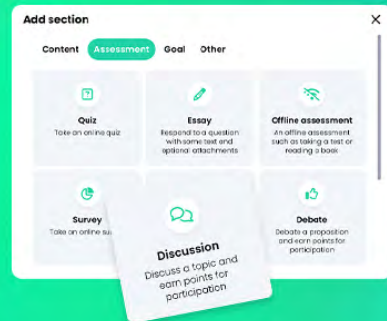 Add section
Content Assessment Goal Other
Quiz
Take an online quiz
Essay
Respond to a question
with some text and
optional attachments
Offline assessment
An offline assessment
such as taking a test or
reading a book
Survey
Take an online su
Discussion
Discuss a topic and
earn points for
participation
Debate
Debate a proposition
and earn points for
participation